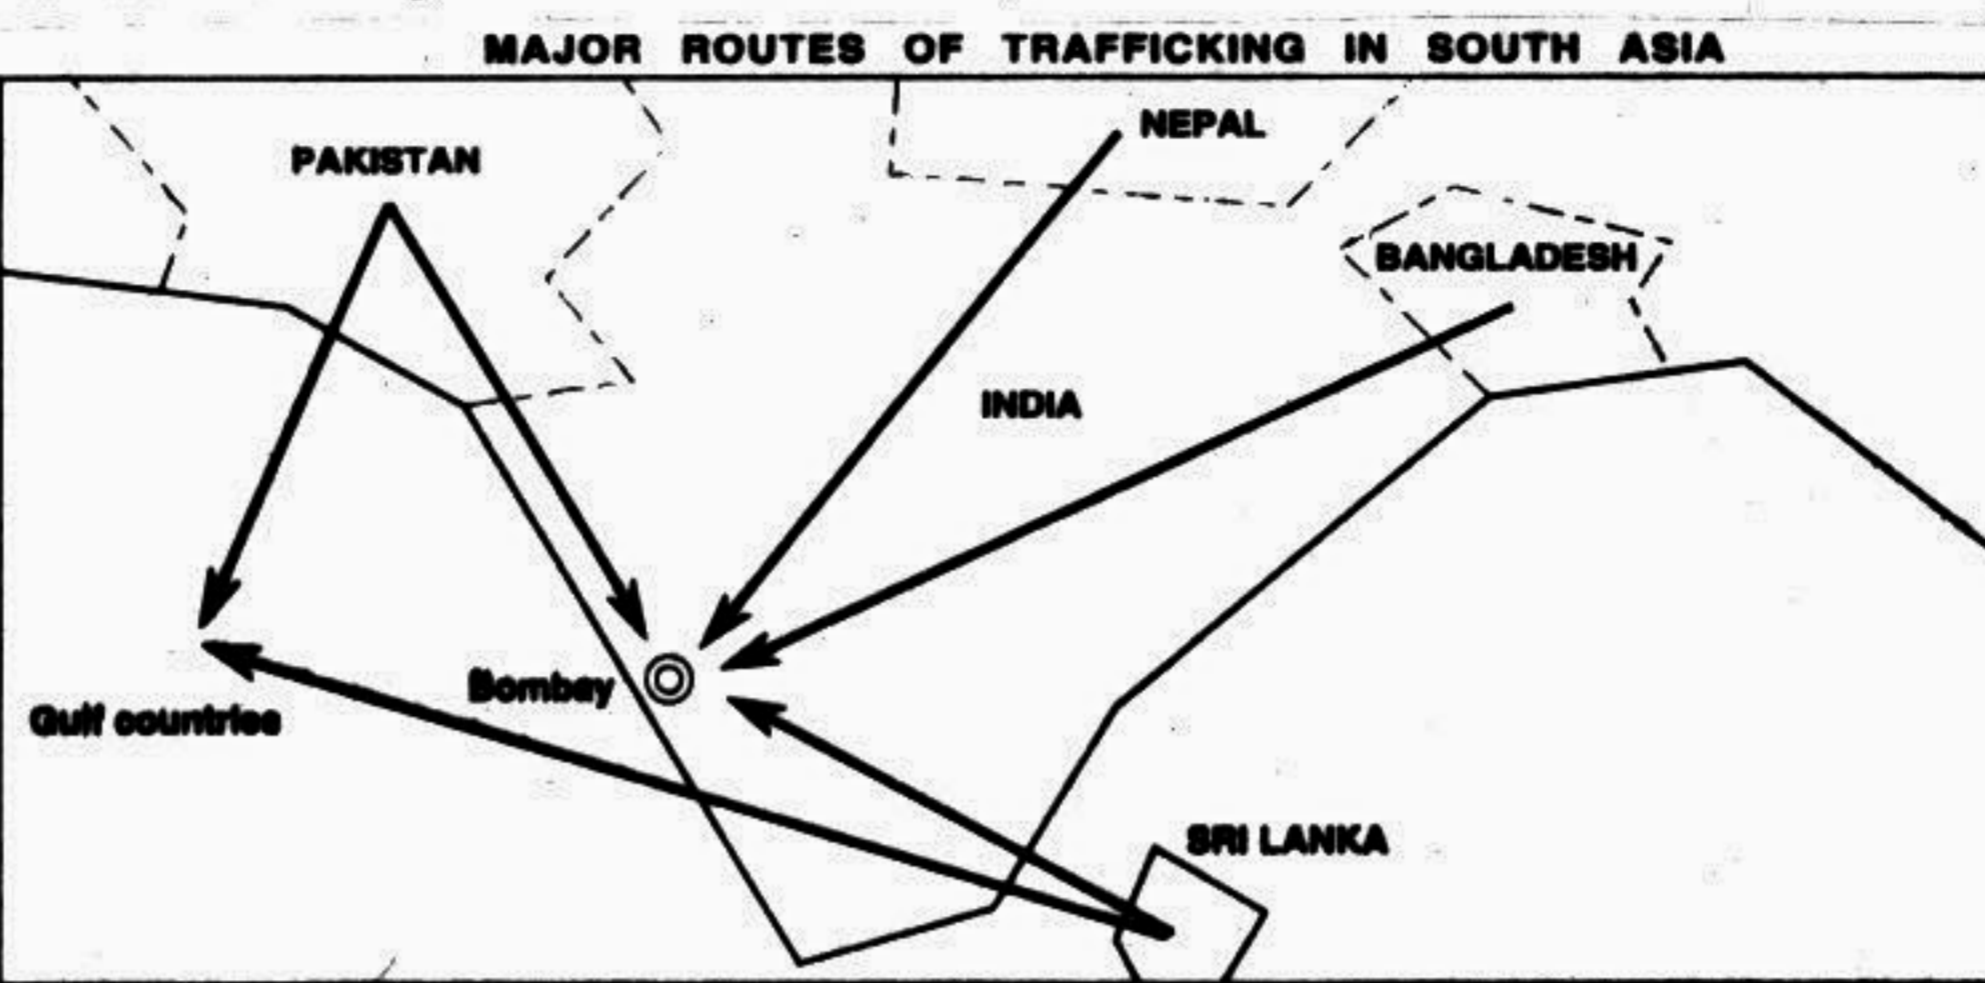 MAJOR ROUTES OF TRAFFICKING IN SOUTH ASIA
NEPAL
PAKISTAN
BANGLADESH
INDIA
Bombay
Gulf countries
SRI LANKA